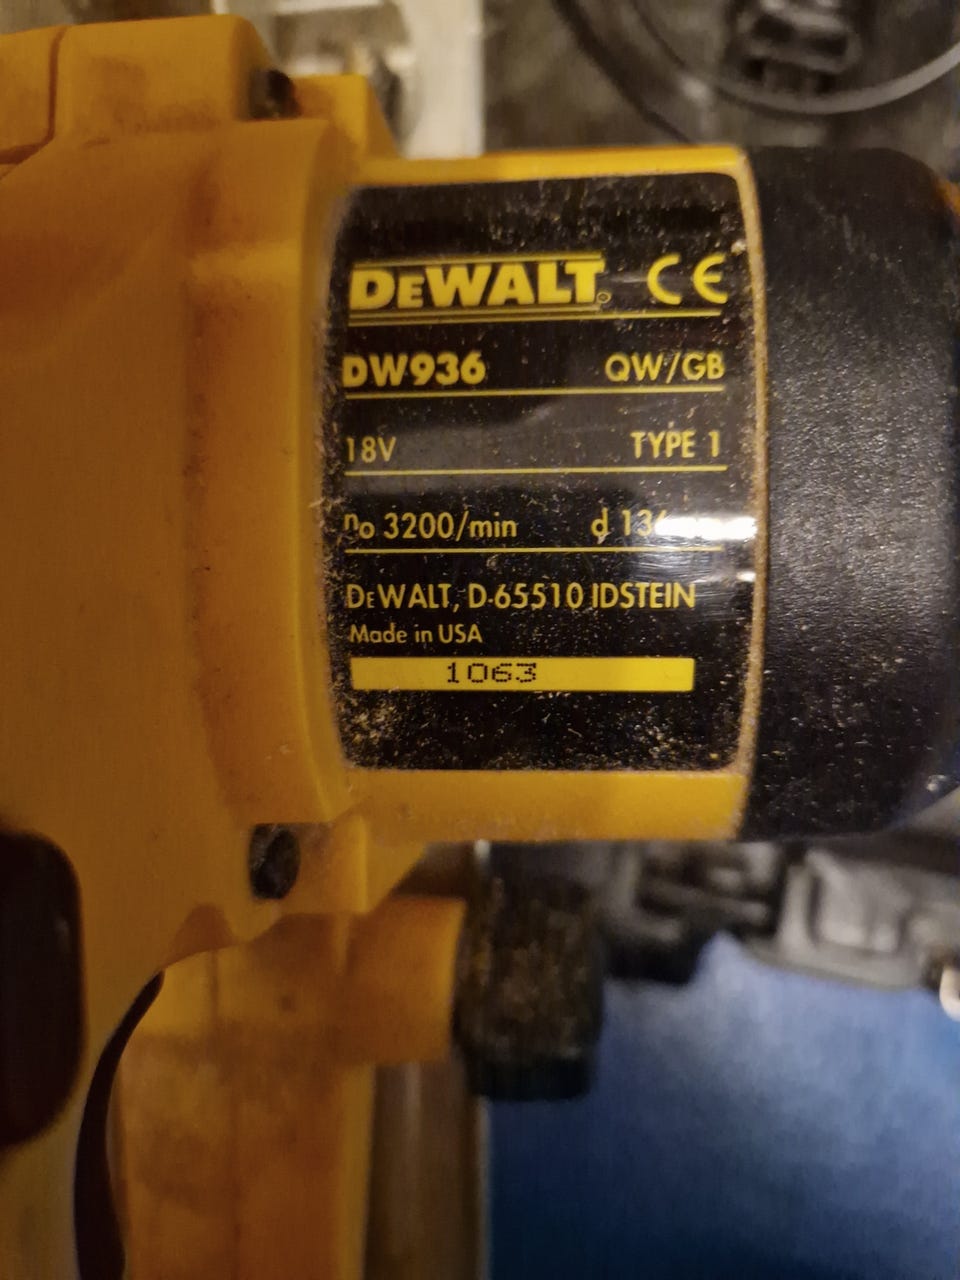 DEWALT CE
DW936 QW/GB
18V TYPE 1
no 3200/min d
DEWALT, D-65510 IDSTEIN
Made in USA
1063